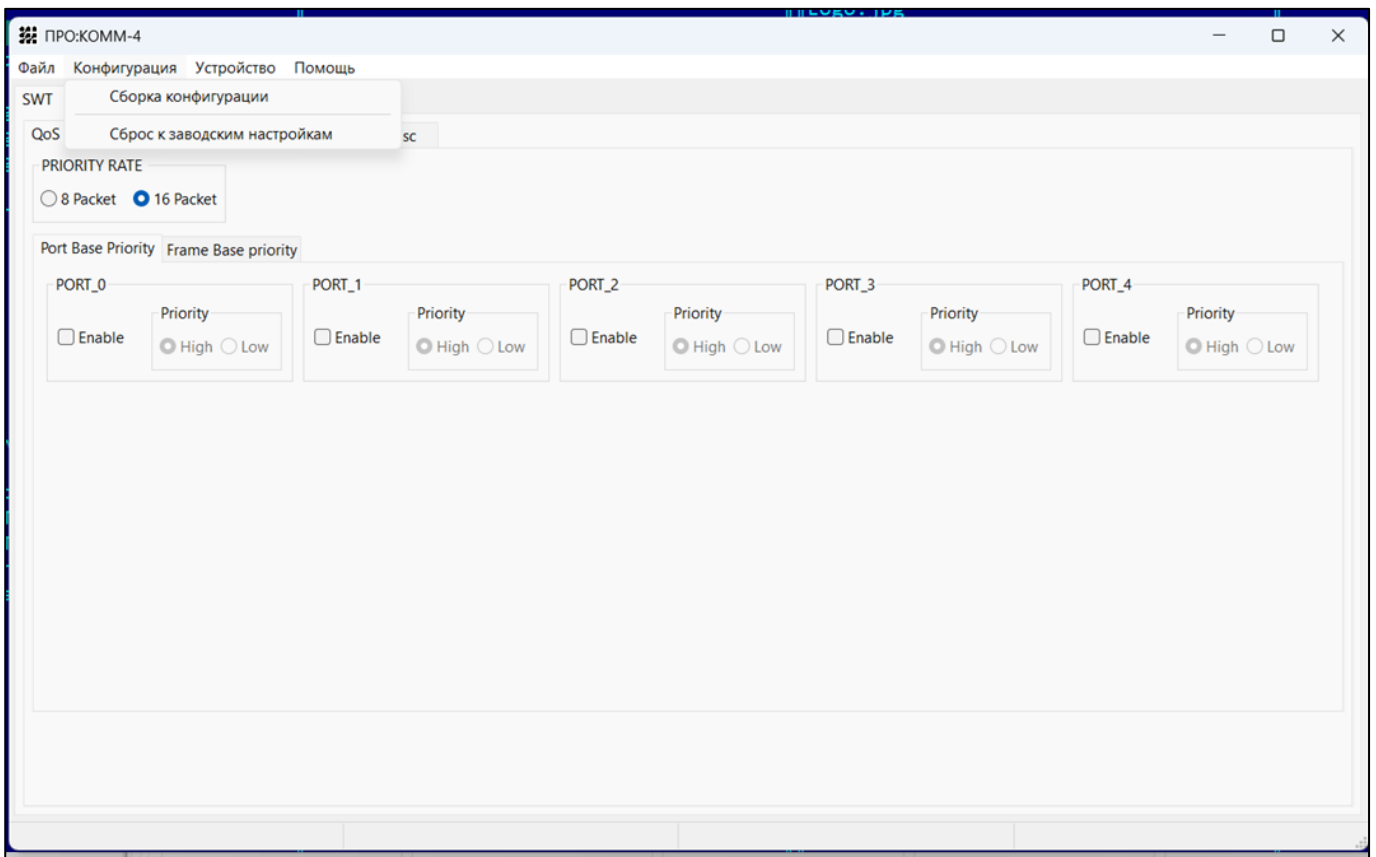 Logo.jpg
ПРО:КОММ-4
Файл Конфигурация Устройство Помощь
SWT Сборка конфигурации
QoS Сброс к заводским настройкам sc
PRIORITY RATE
8 Packet 16 Packet
Port Base Priority Frame Base priority
PORT_0 PORT_1 PORT_2 PORT_3 PORT_4
Priority Priority Priority Priority Priority
Enable High Low Enable High Low Enable High Low Enable High Low Enable High Low